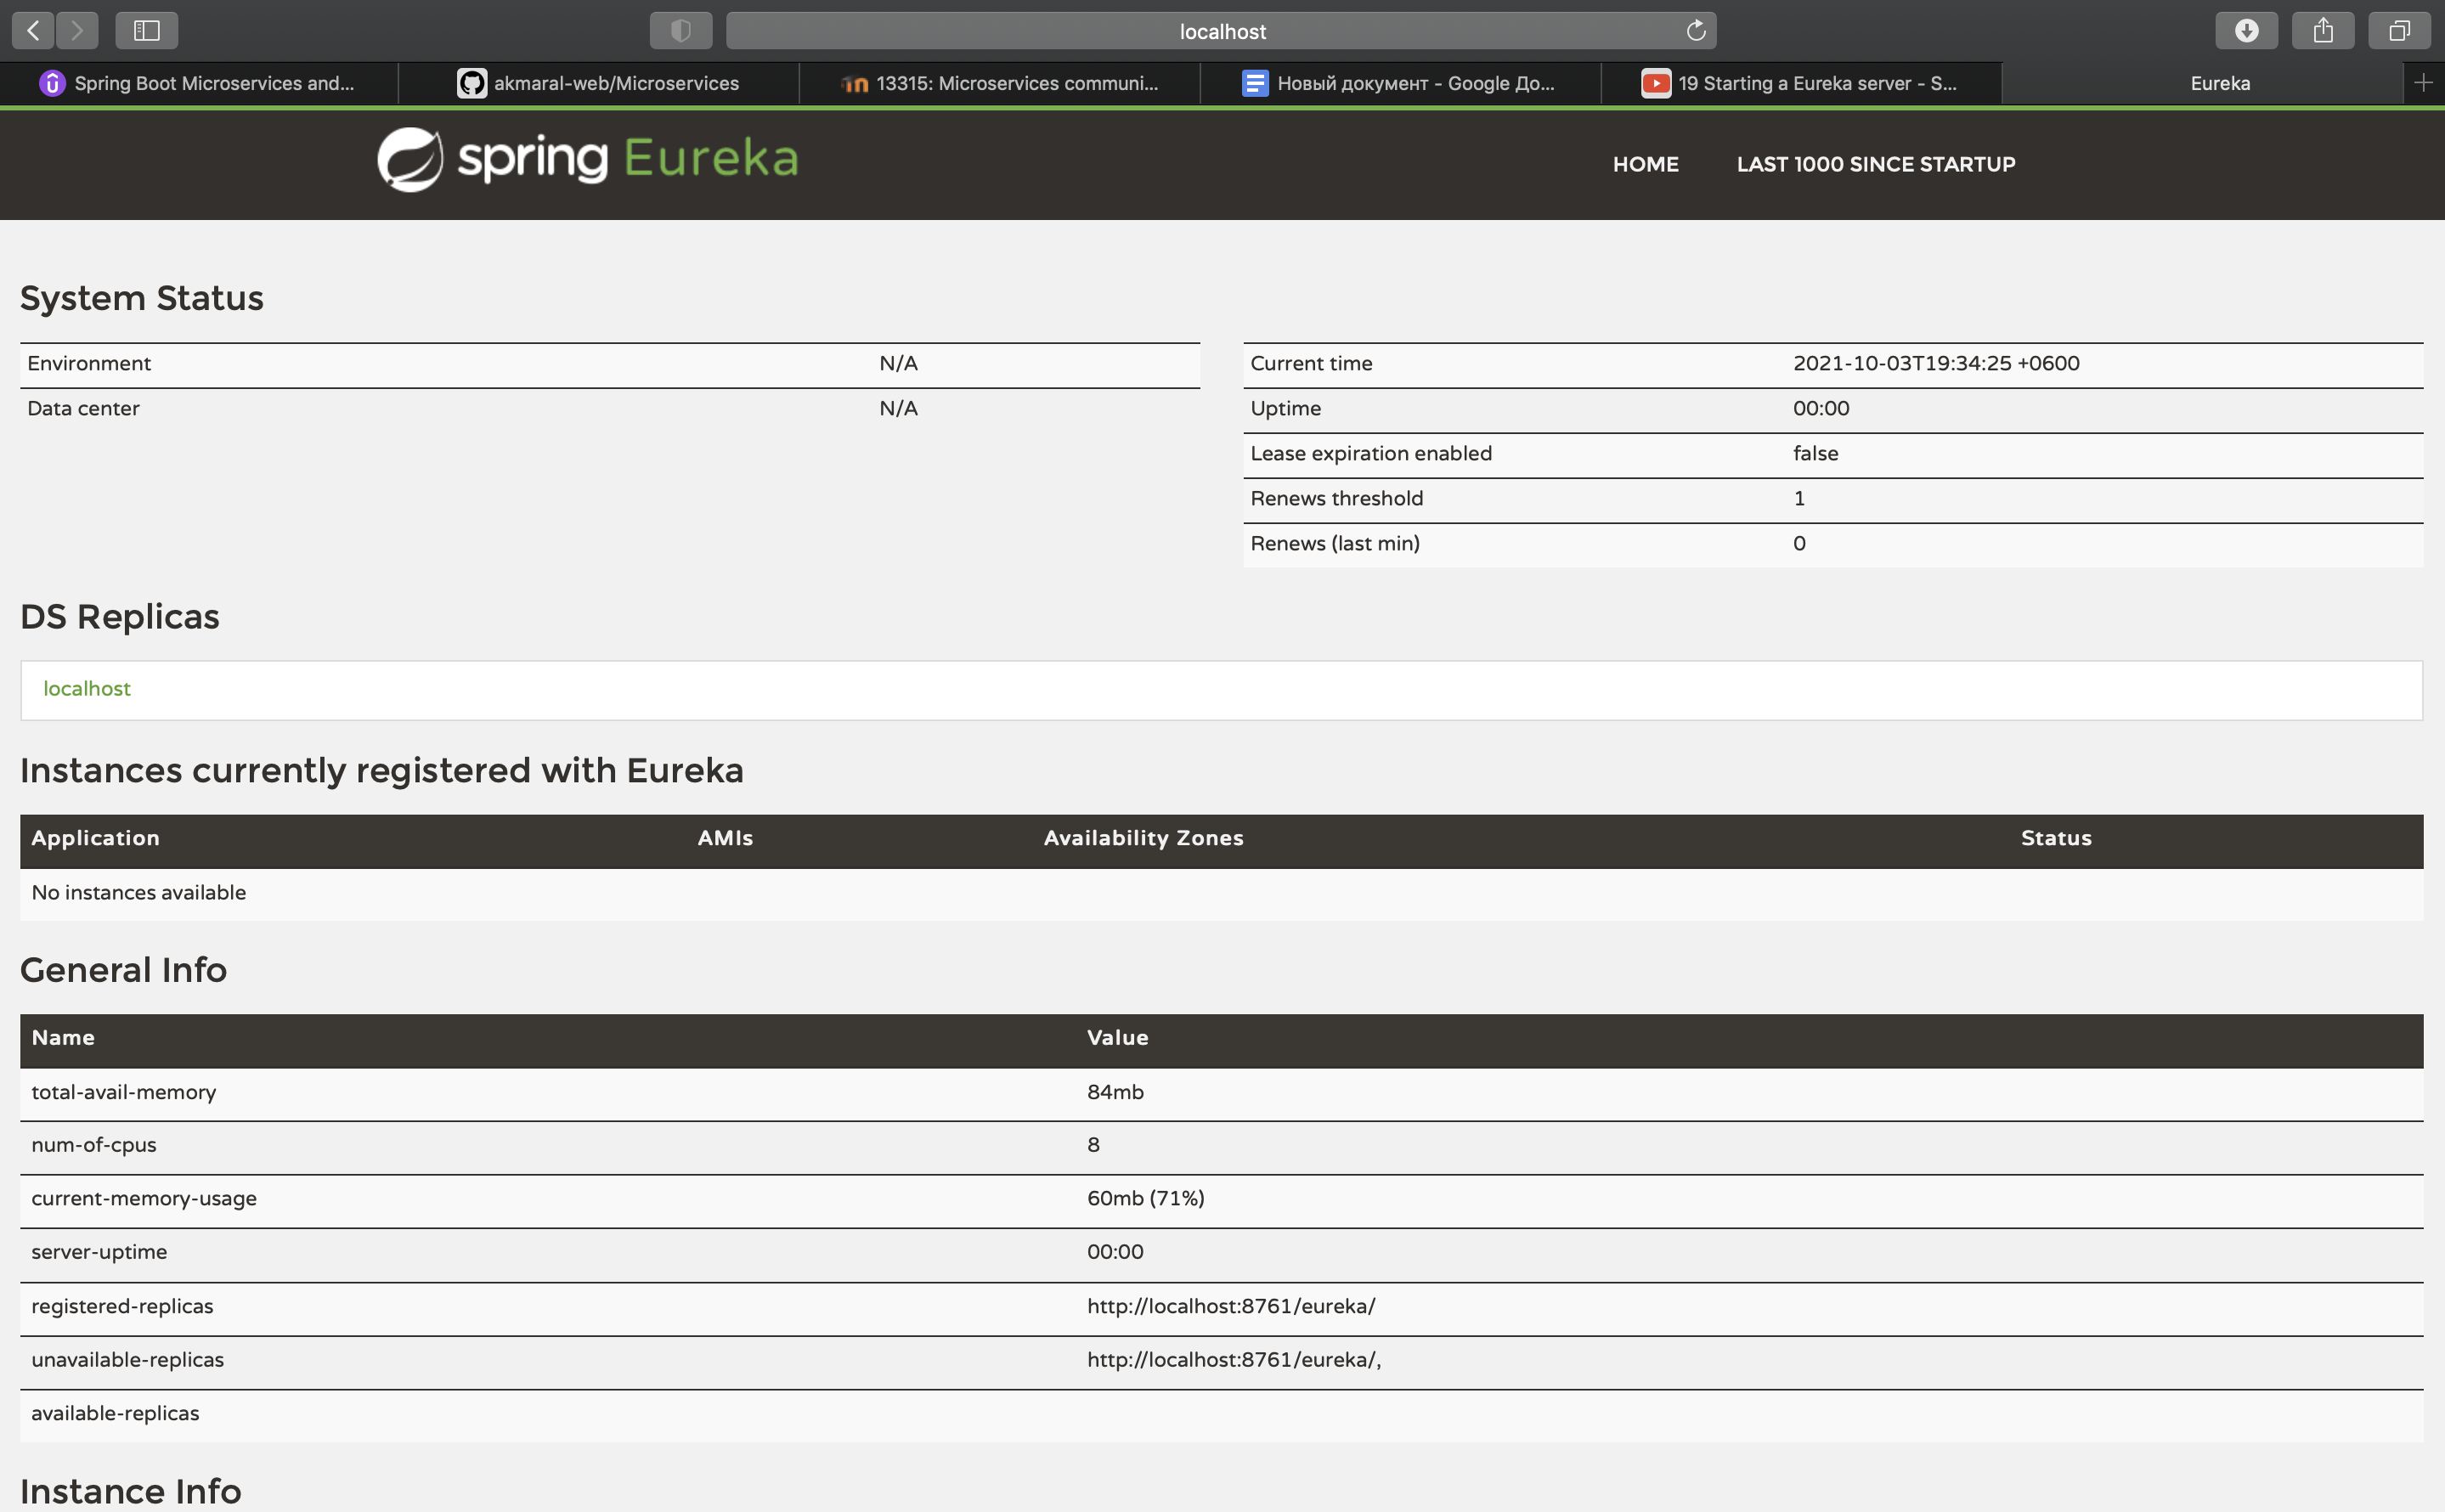 localhost
Spring Boot Microservices and...
akmaral-web/Microservices
13315: Microservices communi...
Новый документ - Google До...
19 Starting a Eureka server - S...
Eureka
spring Eureka
HOME
LAST 1000 SINCE STARTUP
System Status
Environment N/A
Data center N/A
Current time 2021-10-03T19:34:25 +0600
Uptime 00:00
Lease expiration enabled false
Renews threshold 1
Renews (last min) 0
DS Replicas
localhost
Instances currently registered with Eureka
Application AMIs Availability Zones Status
No instances available
General Info
Name Value
total-avail-memory 84mb
num-of-cpus 8
current-memory-usage 60mb (71%)
server-uptime 00:00
registered-replicas http://localhost:8761/eureka/
unavailable-replicas http://localhost:8761/eureka/,
available-replicas
Instance Info